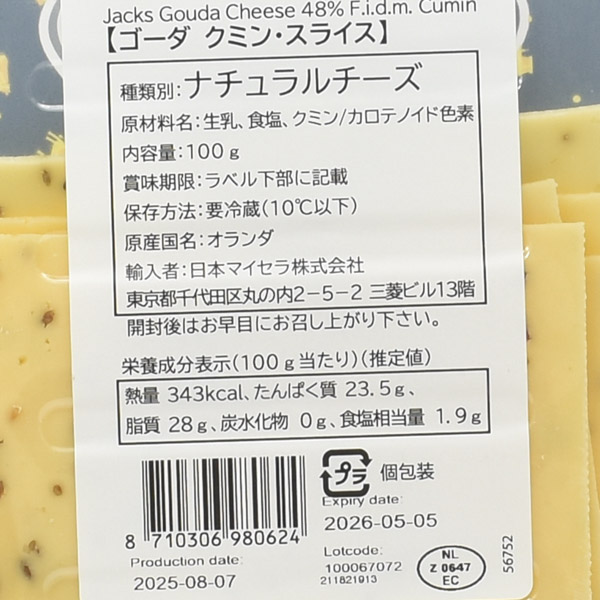 Jacks Gouda Cheese 48% F.i.d.m. Cumin
【ゴーダ クミン・スライス】
種類別:ナチュラルチーズ
原材料名:生乳、食塩、クミン/カロテノイド色素
内容量:100g
賞味期限:ラベル下部に記載
保存方法:要冷蔵(10℃以下)
原産国名:オランダ
輸入者:日本マイセラ株式会社
東京都千代田区丸の内2-5-2 三菱ビル13階
開封後はお早目にお召し上がり下さい。
栄養成分表示(100g当たり)(推定値)
熱量 343kcal、たんぱく質 23.5g、
脂質 28g、炭水化物 0g、食塩相当量 1.9g
プラ 個包装
8 710306 980624
Expiry date:
2026-05-05
Production date:
2025-08-07
Lotcode:
100067072
211821913
NL
Z 0647
EC
56752